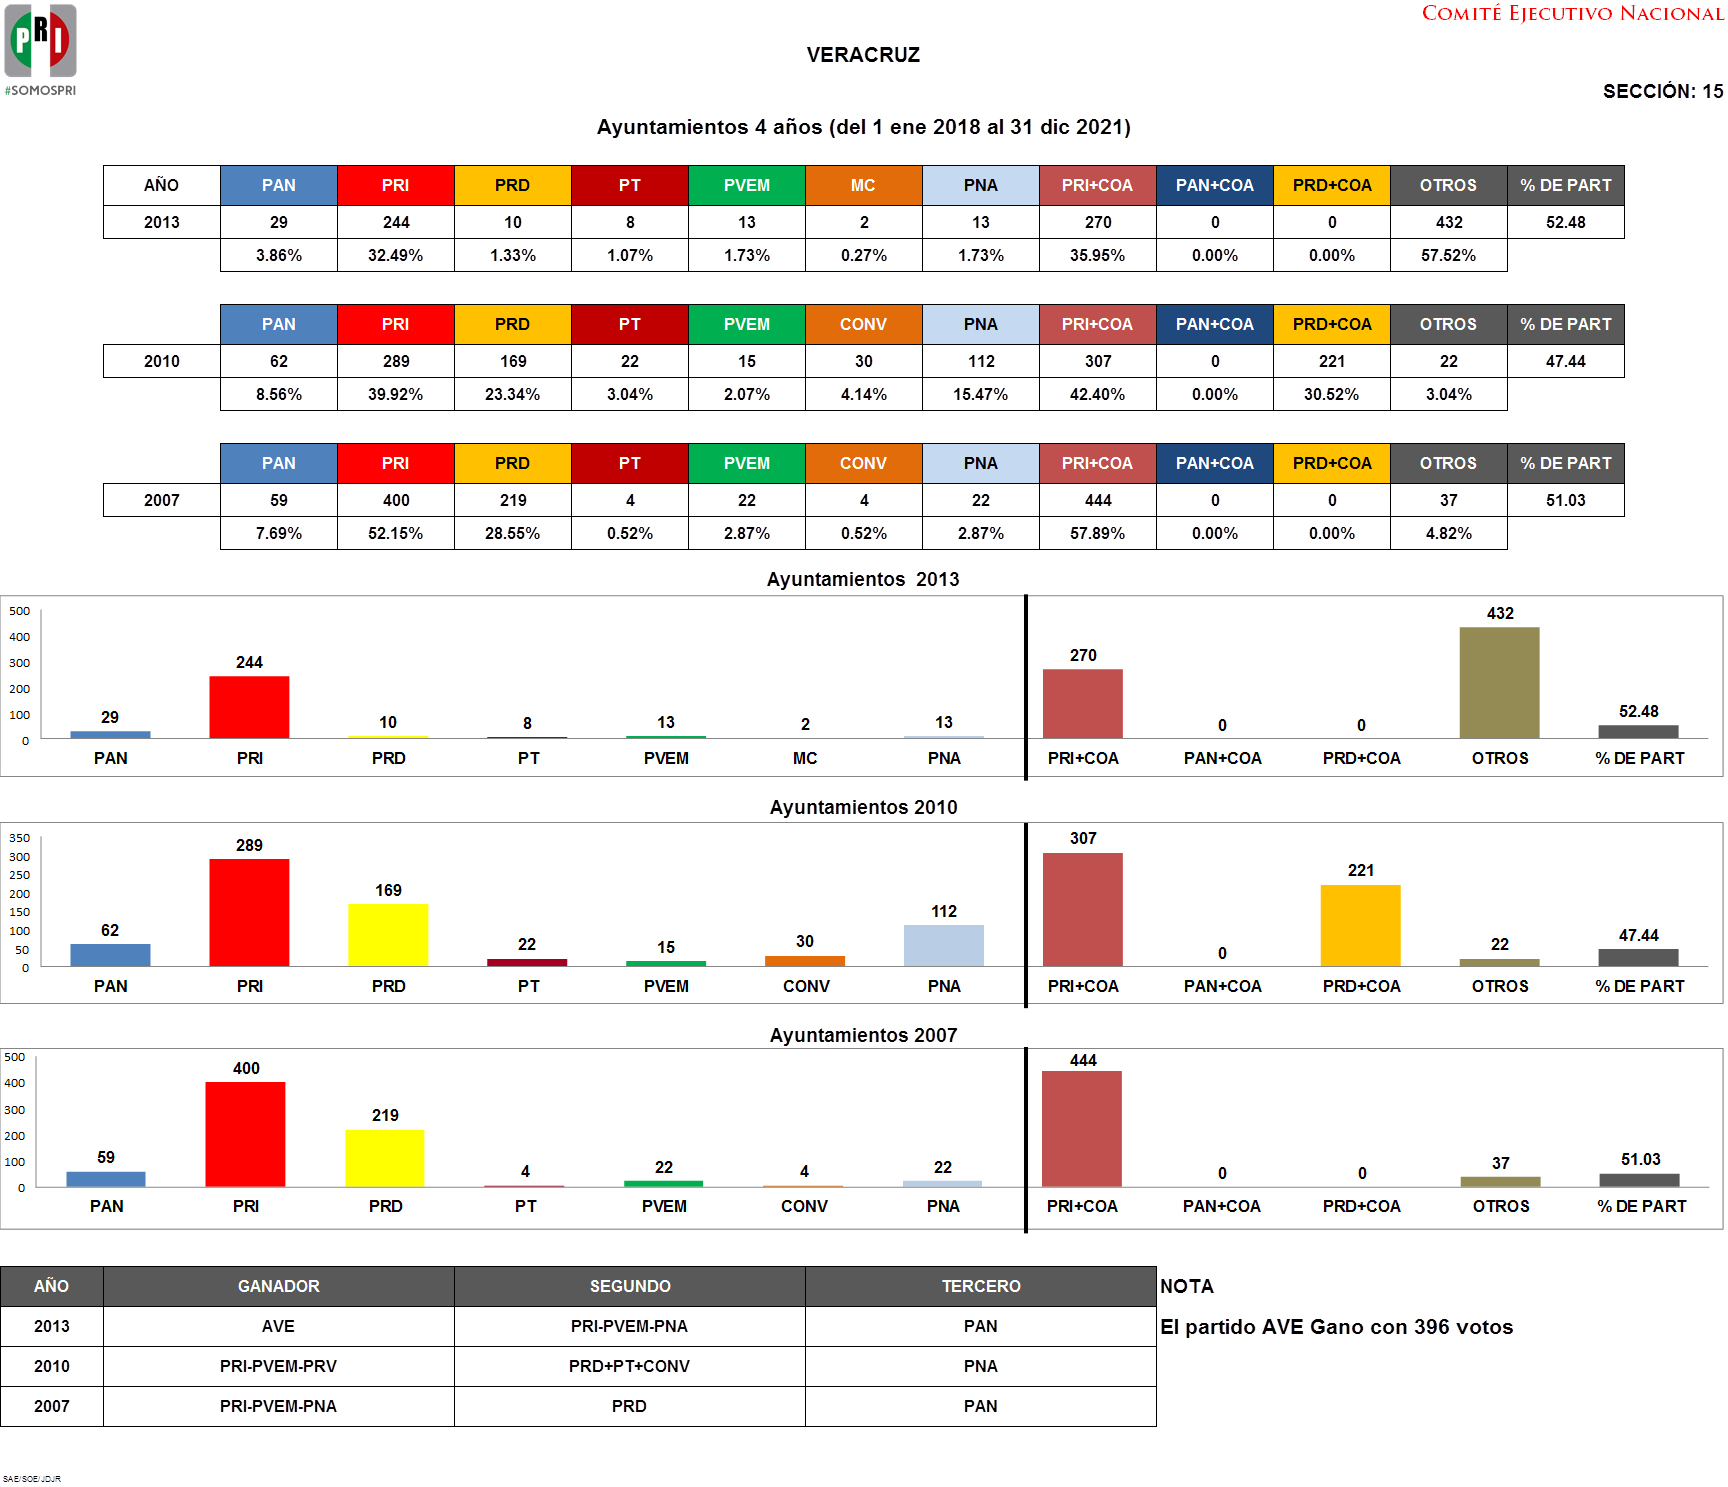 PRI
#SOMOSPRI
COMITÉ EJECUTIVO NACIONAL
VERACRUZ
SECCIÓN: 15
Ayuntamientos 4 años (del 1 ene 2018 al 31 dic 2021)
AÑO PAN PRI PRD PT PVEM MC PNA PRI+COA PAN+COA PRD+COA OTROS % DE PART
2013 29 244 10 8 13 2 13 270 0 0 432 52.48
3.86% 32.49% 1.33% 1.07% 1.73% 0.27% 1.73% 35.95% 0.00% 0.00% 57.52%
PAN PRI PRD PT PVEM CONV PNA PRI+COA PAN+COA PRD+COA OTROS % DE PART
2010 62 289 169 22 15 30 112 307 0 221 22 47.44
8.56% 39.92% 23.34% 3.04% 2.07% 4.14% 15.47% 42.40% 0.00% 30.52% 3.04%
PAN PRI PRD PT PVEM CONV PNA PRI+COA PAN+COA PRD+COA OTROS % DE PART
2007 59 400 219 4 22 4 22 444 0 0 37 51.03
7.69% 52.15% 28.55% 0.52% 2.87% 0.52% 2.87% 57.89% 0.00% 0.00% 4.82%
Ayuntamientos 2013
500
400
300
200
100
0
29 244 10 8 13 2 13 270 0 0 432 52.48
PAN PRI PRD PT PVEM MC PNA PRI+COA PAN+COA PRD+COA OTROS % DE PART
Ayuntamientos 2010
350
300
250
200
150
100
50
0
62 289 169 22 15 30 112 307 0 221 22 47.44
PAN PRI PRD PT PVEM CONV PNA PRI+COA PAN+COA PRD+COA OTROS % DE PART
Ayuntamientos 2007
500
400
300
200
100
0
59 400 219 4 22 4 22 444 0 0 37 51.03
PAN PRI PRD PT PVEM CONV PNA PRI+COA PAN+COA PRD+COA OTROS % DE PART
AÑO GANADOR SEGUNDO TERCERO NOTA
2013 AVE PRI-PVEM-PNA PAN El partido AVE Gano con 396 votos
2010 PRI-PVEM-PRV PRD+PT+CONV PNA
2007 PRI-PVEM-PNA PRD PAN
SAE/SOE/JDJR